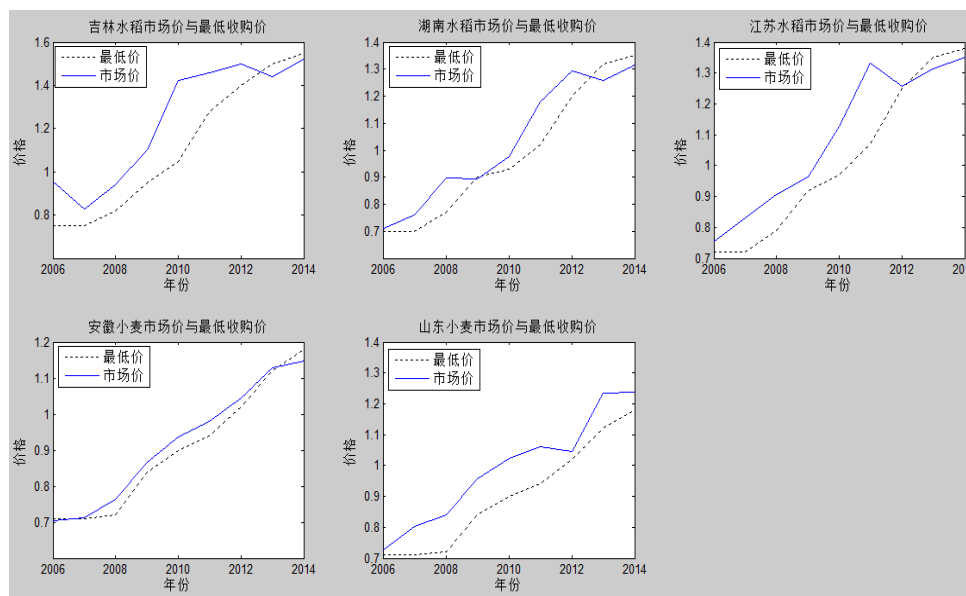 吉林水稻市场价与最低收购价
1.6
1.4
1.2
1
0.8
价格
最低价
市场价
2006 2008 2010 2012 2014
年份
湖南水稻市场价与最低收购价
1.4
1.3
1.2
1.1
1
0.9
0.8
0.7
价格
最低价
市场价
2006 2008 2010 2012 2014
年份
江苏水稻市场价与最低收购价
1.4
1.3
1.2
1.1
1
0.9
0.8
0.7
价格
最低价
市场价
2006 2008 2010 2012 201
年份
安徽小麦市场价与最低收购价
1.2
1.1
1
0.9
0.8
0.7
价格
最低价
市场价
2006 2008 2010 2012 2014
年份
山东小麦市场价与最低收购价
1.4
1.3
1.2
1.1
1
0.9
0.8
0.7
价格
最低价
市场价
2006 2008 2010 2012 2014
年份